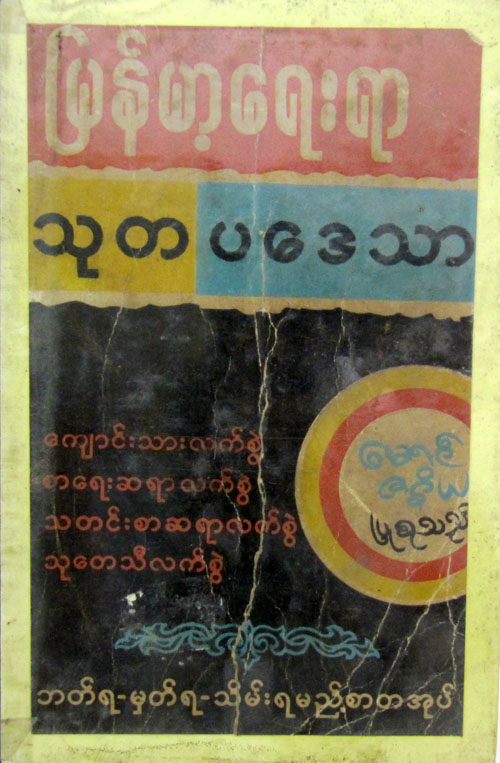 မြန်မာ့ရေးရာ
သုတ ပဒေသာ
ကျောင်းသားလက်စွဲ
စာရေးဆရာလက်စွဲ
သတင်းစာဆရာလက်စွဲ
သုတေသီလက်စွဲ
မောင်
ဇေယ
ပြုစုသည်
ဘတ်ရ-မှတ်ရ-သိမ်းရမည့်စာတအုပ်